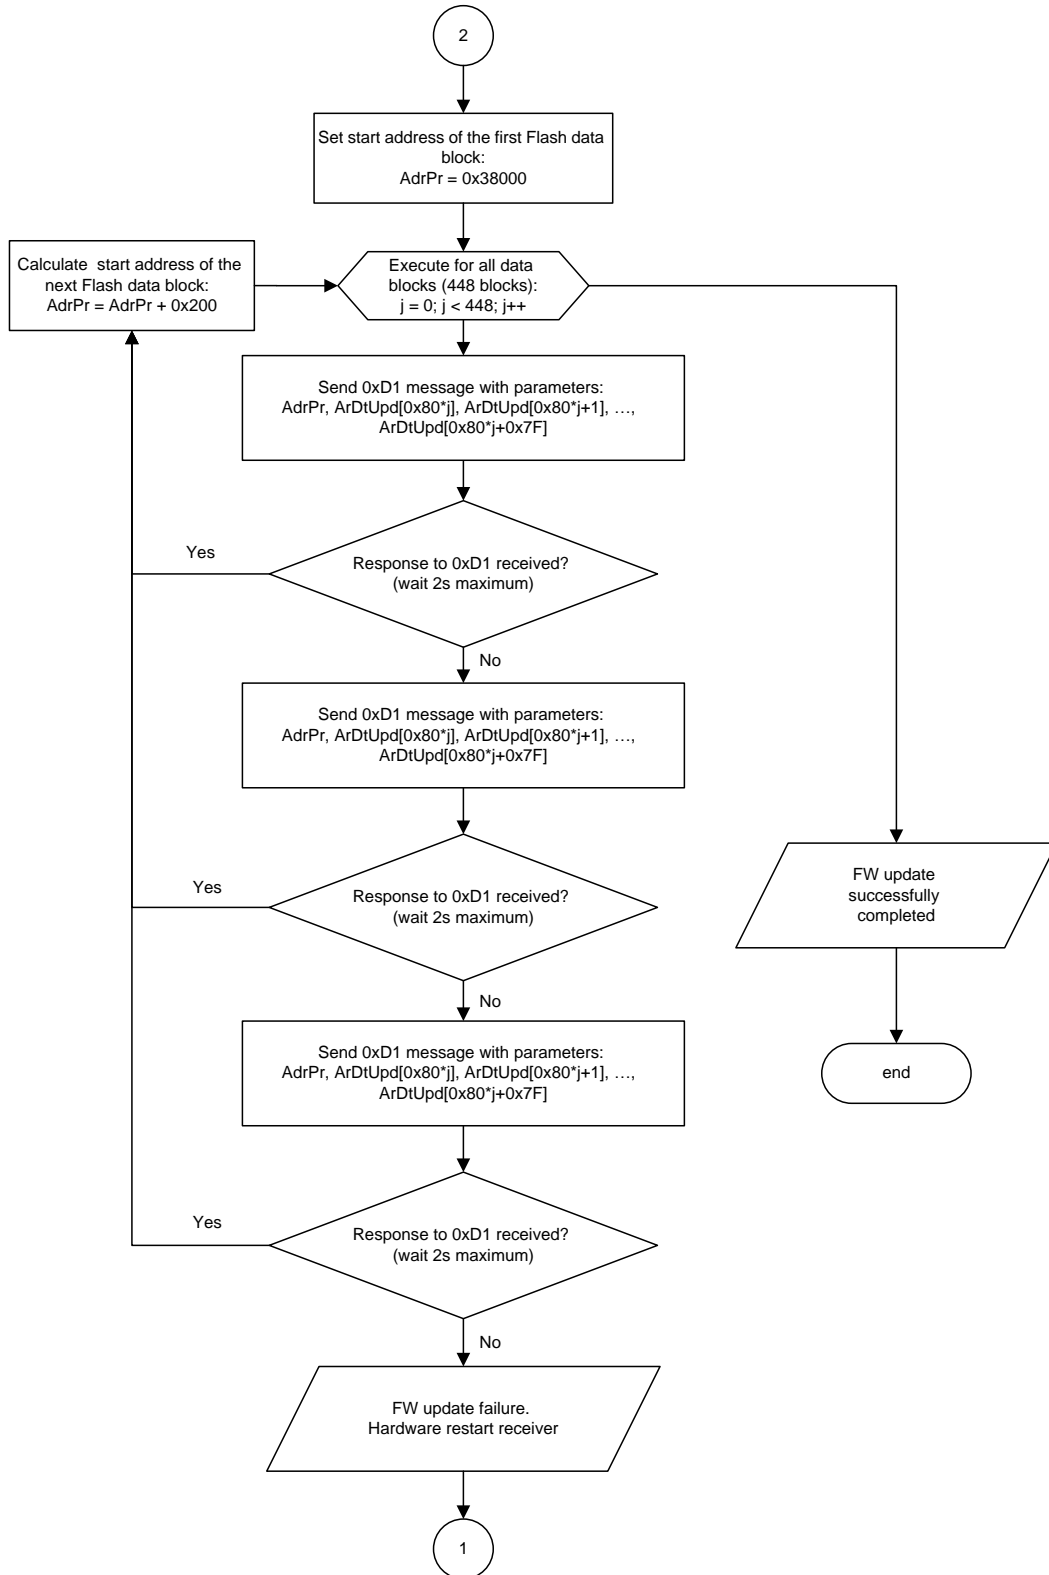 2
Set start address of the first Flash data
block:
AdrPr = 0x38000
Calculate  start address of the
next Flash data block:
AdrPr = AdrPr + 0x200
Execute for all data
blocks (448 blocks):
j = 0; j < 448; j++
Send 0xD1 message with parameters:
AdrPr, ArDtUpd[0x80*j], ArDtUpd[0x80*j+1], …,
ArDtUpd[0x80*j+0x7F]
Yes
Response to 0xD1 received?
(wait 2s maximum)
No
Send 0xD1 message with parameters:
AdrPr, ArDtUpd[0x80*j], ArDtUpd[0x80*j+1], …,
ArDtUpd[0x80*j+0x7F]
Yes
Response to 0xD1 received?
(wait 2s maximum)
FW update
successfully
completed
No
Send 0xD1 message with parameters:
AdrPr, ArDtUpd[0x80*j], ArDtUpd[0x80*j+1], …,
ArDtUpd[0x80*j+0x7F]
end
Yes
Response to 0xD1 received?
(wait 2s maximum)
No
FW update failure.
Hardware restart receiver
1